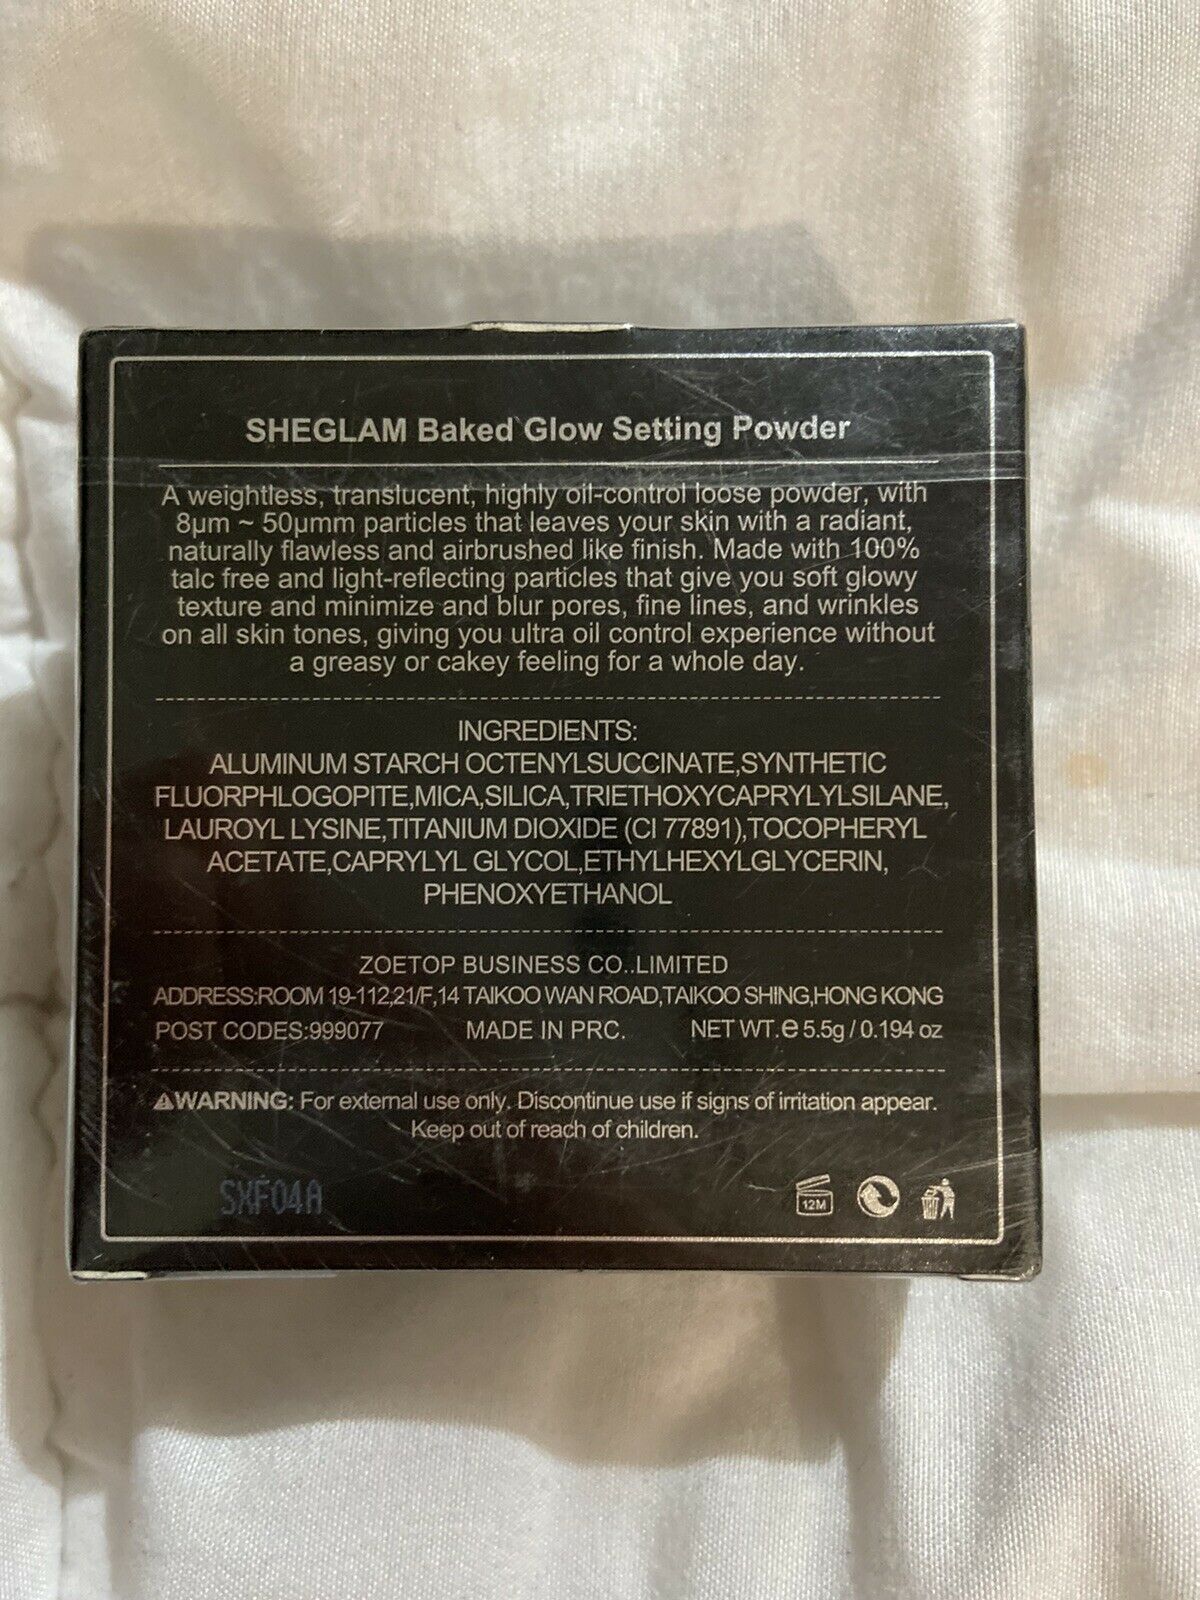 SHEGLAM Baked Glow Setting Powder
A weightless, translucent, highly oil-control loose powder, with
8µm ~ 50µmm particles that leaves your skin with a radiant,
naturally flawless and airbrushed like finish. Made with 100%
talc free and light-reflecting particles that give you soft glowy
texture and minimize and blur pores, fine lines, and wrinkles
on all skin tones, giving you ultra oil control experience without
a greasy or cakey feeling for a whole day.
INGREDIENTS:
ALUMINUM STARCH OCTENYLSUCCINATE,SYNTHETIC
FLUORPHLOGOPITE,MICA,SILICA,TRIETHOXYCAPRYLYLSILANE,
LAUROYL LYSINE,TITANIUM DIOXIDE (CI 77891),TOCOPHERYL
ACETATE,CAPRYLYL GLYCOL,ETHYLHEXYLGLYCERIN,
PHENOXYETHANOL
ZOETOP BUSINESS CO..LIMITED
ADDRESS:ROOM 19-112,21/F,14 TAIKOO WAN ROAD,TAIKOO SHING,HONG KONG
POST CODES:999077 MADE IN PRC. NET WT.e 5.5g / 0.194 oz
⚠WARNING: For external use only. Discontinue use if signs of irritation appear.
Keep out of reach of children.
SXF04A
12M